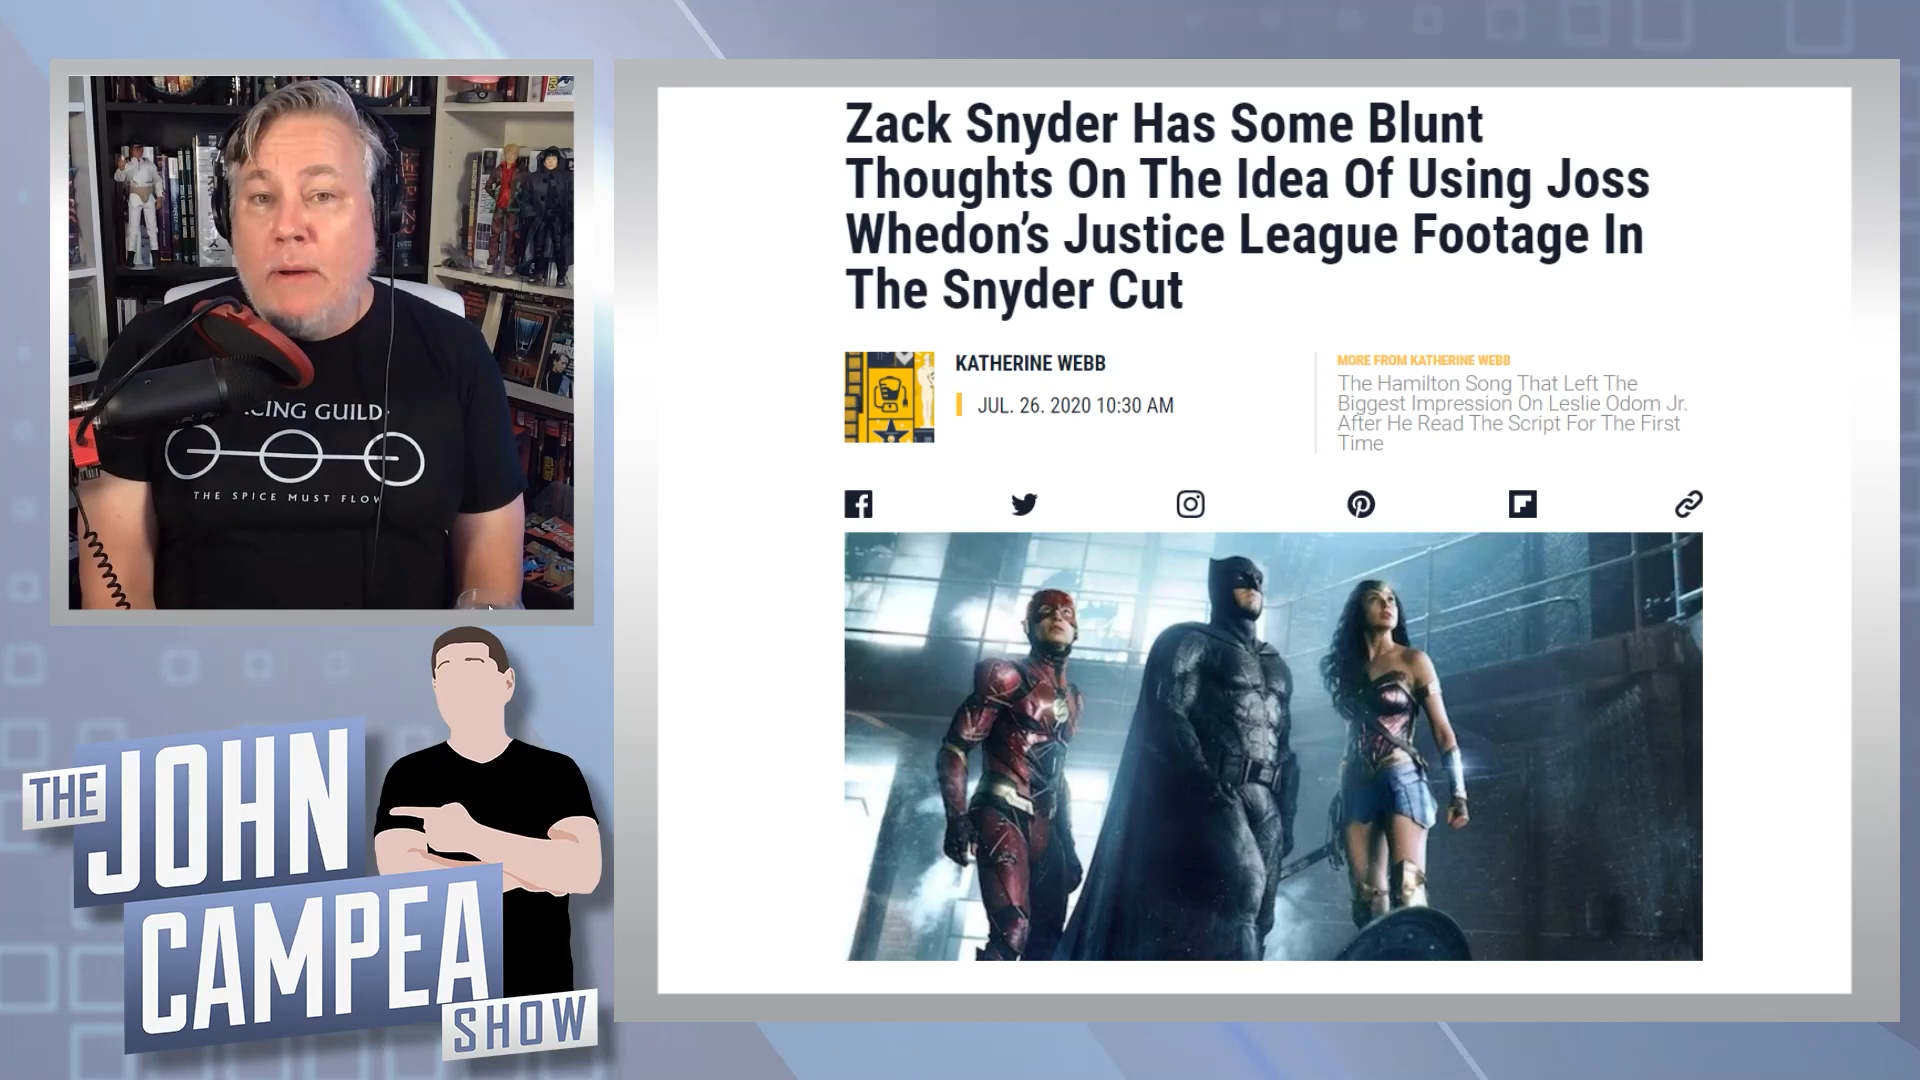 Zack Snyder Has Some Blunt
Thoughts On The Idea Of Using Joss
Whedon's Justice League Footage In
The Snyder Cut
KATHERINE WEBB
JUL. 26. 2020 10:30 AM
MORE FROM KATHERINE WEBB
The Hamilton Song That Left The
Biggest Impression On Leslie Odom Jr.
After He Read The Script For The First
Time
CING GUILD
THE SPICE MUST FLOW
THE
JOHN
CAMPEA
SHOW